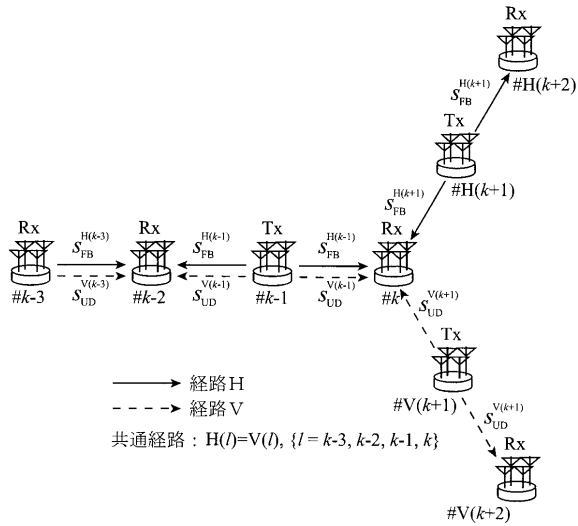 Rx
#H(k+2)
S_FB^H(k+1)
Tx
#H(k+1)
S_FB^H(k+1)
Rx
Rx
Tx
Rx
S_FB^H(k-3)
S_FB^H(k-1)
S_FB^H(k-1)
S_UD^V(k-3)
S_UD^V(k-1)
S_UD^V(k-1)
#k-3
#k-2
#k-1
#k
S_UD^V(k+1)
Tx
#V(k+1)
S_UD^V(k+1)
Rx
#V(k+2)
経路H
経路V
共通経路 : H(l)=V(l), {l = k-3, k-2, k-1, k}